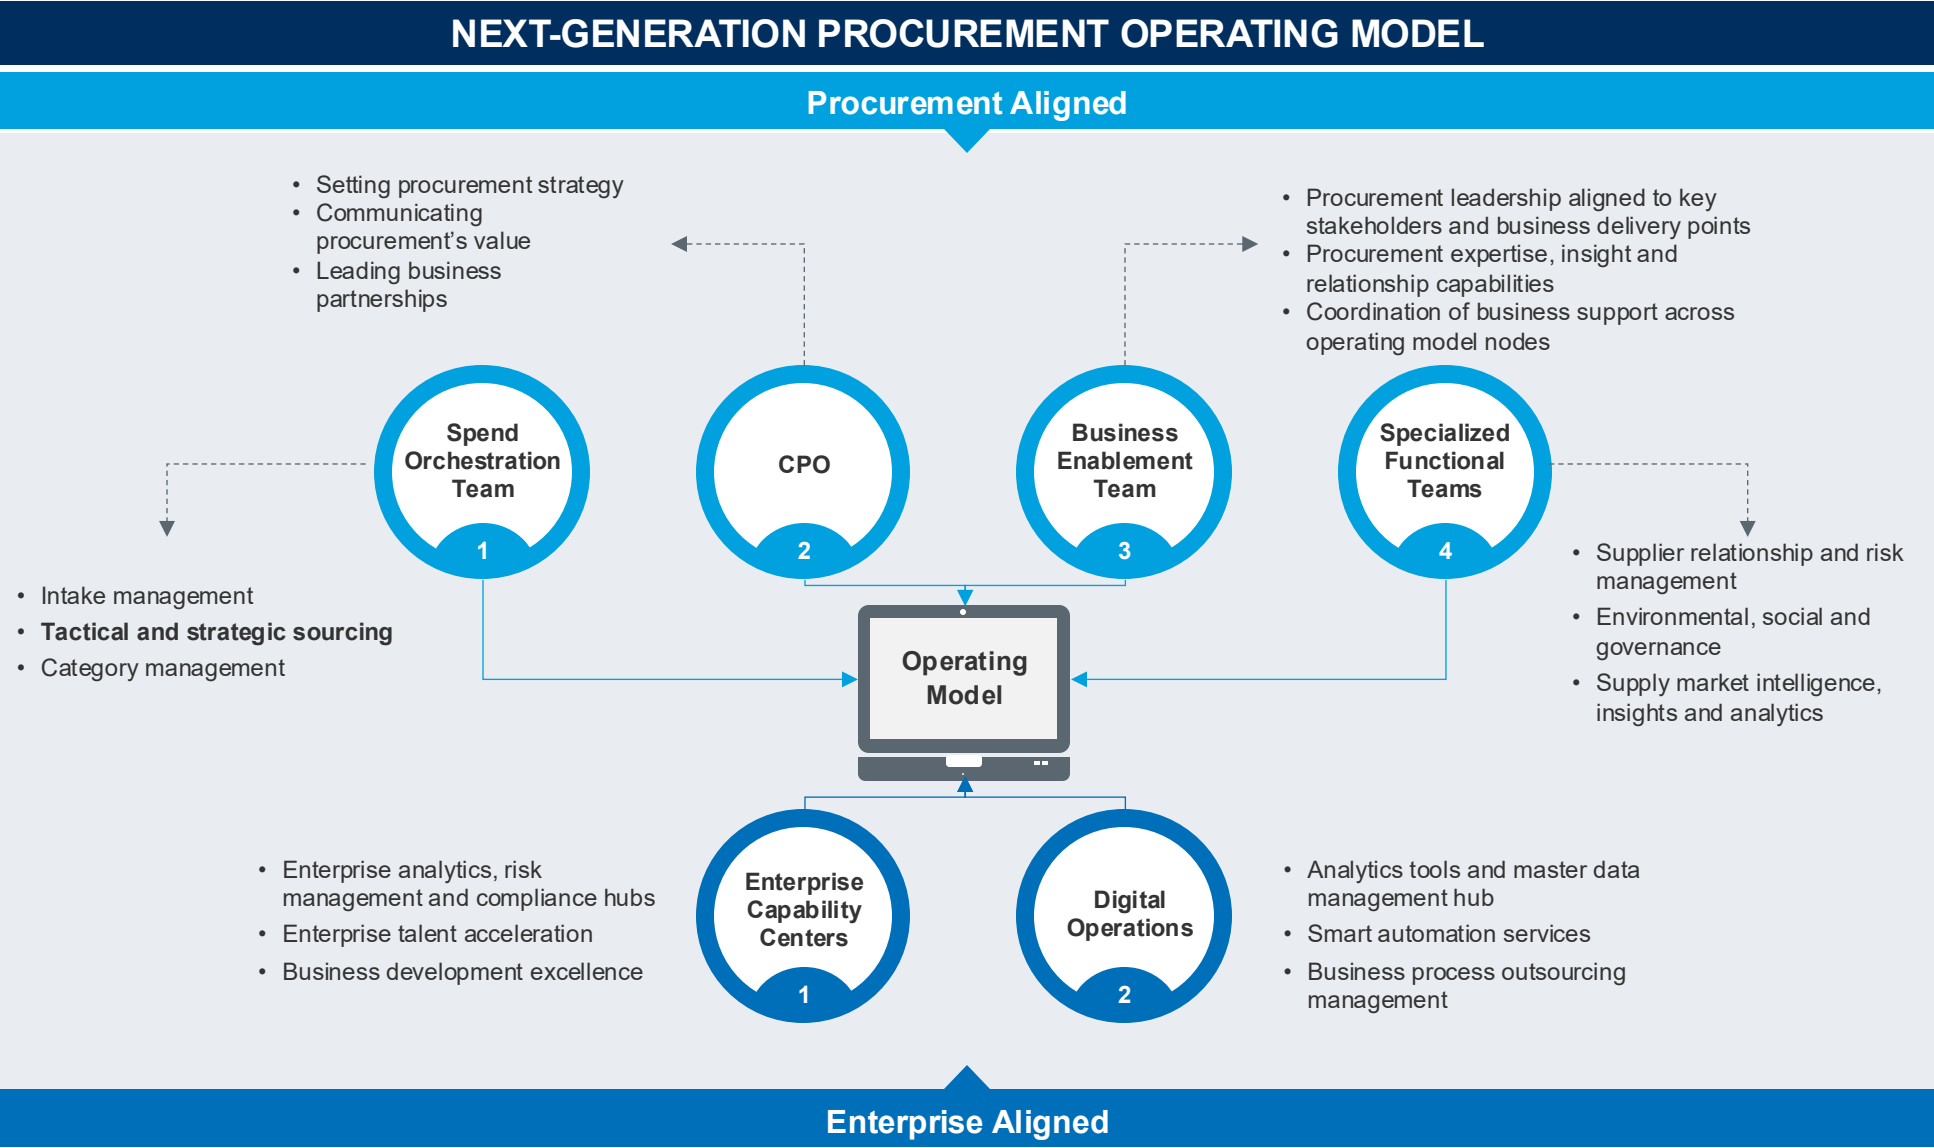 NEXT-GENERATION PROCUREMENT OPERATING MODEL
Procurement Aligned
• Setting procurement strategy
• Communicating
procurement’s value
• Leading business
partnerships
• Procurement leadership aligned to key
stakeholders and business delivery points
• Procurement expertise, insight and
relationship capabilities
• Coordination of business support across
operating model nodes
Spend
Orchestration
Team
1
CPO
2
Business
Enablement
Team
3
Specialized
Functional
Teams
4
• Intake management
• Tactical and strategic sourcing
• Category management
Operating
Model
• Supplier relationship and risk
management
• Environmental, social and
governance
• Supply market intelligence,
insights and analytics
• Enterprise analytics, risk
management and compliance hubs
• Enterprise talent acceleration
• Business development excellence
Enterprise
Capability
Centers
1
Digital
Operations
2
• Analytics tools and master data
management hub
• Smart automation services
• Business process outsourcing
management
Enterprise Aligned